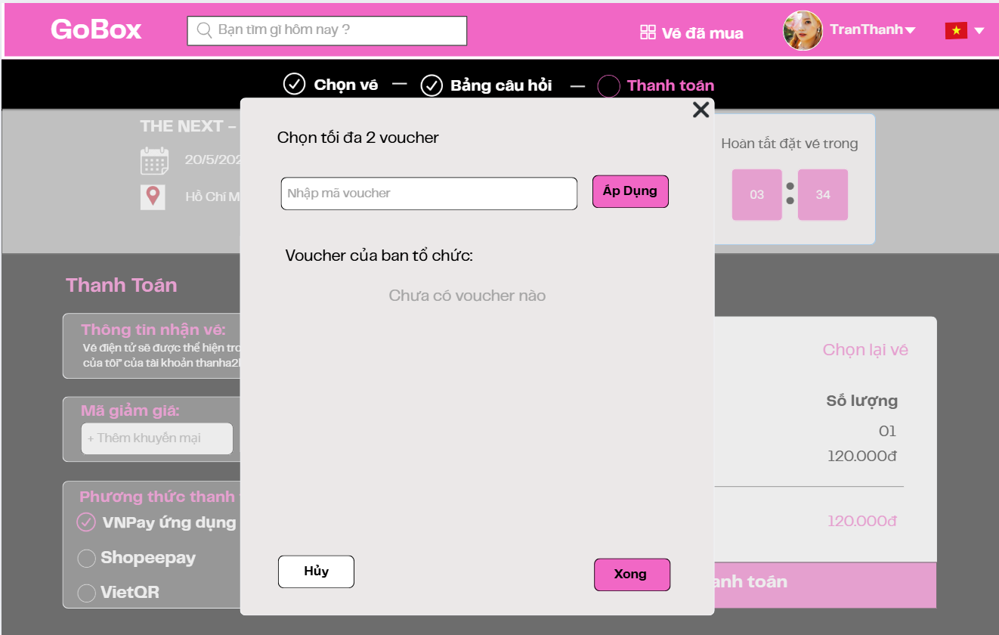 GoBox
Bạn tìm gì hôm nay ?
Vé đã mua
TranThanh
Chọn vé
Bảng câu hỏi
Thanh toán
THE NEXT –
20/5/202
Hồ Chí M
Hoàn tất đặt vé trong
03 : 34
Chọn tối đa 2 voucher
Nhập mã voucher
Áp Dụng
Voucher của ban tổ chức:
Chưa có voucher nào
Hủy
Xong
Thanh Toán
Thông tin nhận vé:
Vé điện tử sẽ được thể hiện
của tôi" của tài khoản
Mã giảm giá:
+ Thêm khuyến mại
Phương thức thanh
VNPay ứng dụng
Shopeepay
VietQR
Chọn lại vé
Số lượng
01
120.000đ
120.000đ
anh toán